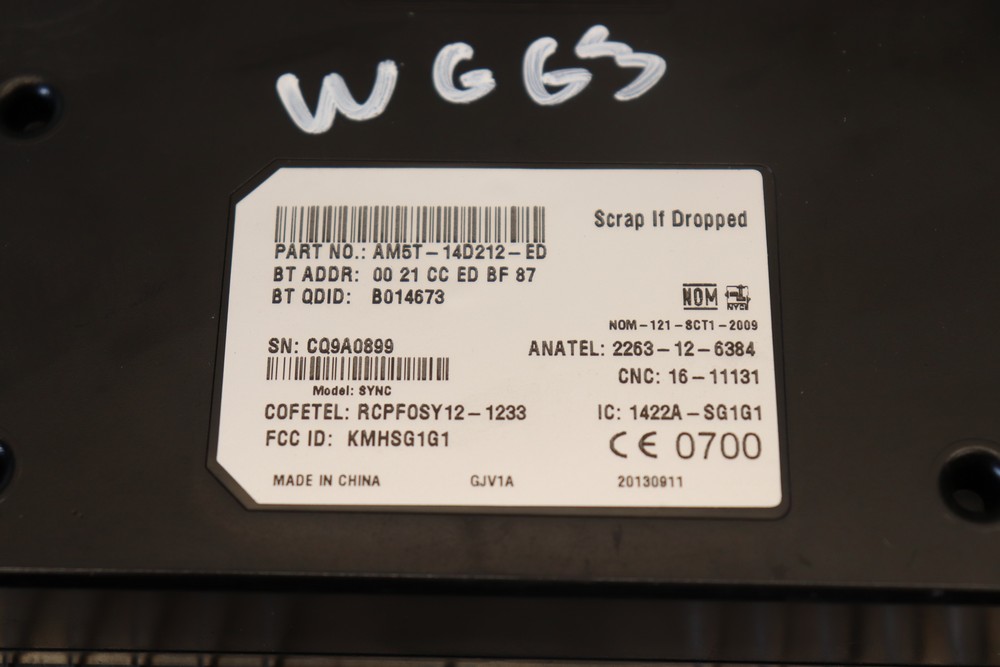 WGGS
Scrap If Dropped
PART NO.: AM5T-14D212-ED
BT ADDR: 00 21 CC ED BF 87
BT QDID: B014673
NOM
NYCE
NOM-121-SCT1-2009
SN: CQ9A0899
ANATEL: 2263-12-6384
CNC: 16-11131
Model: SYNC
COFETEL: RCPFOSY12-1233
IC: 1422A-SG1G1
FCC ID: KMHSG1G1
CE 0700
MADE IN CHINA GJV1A 20130911